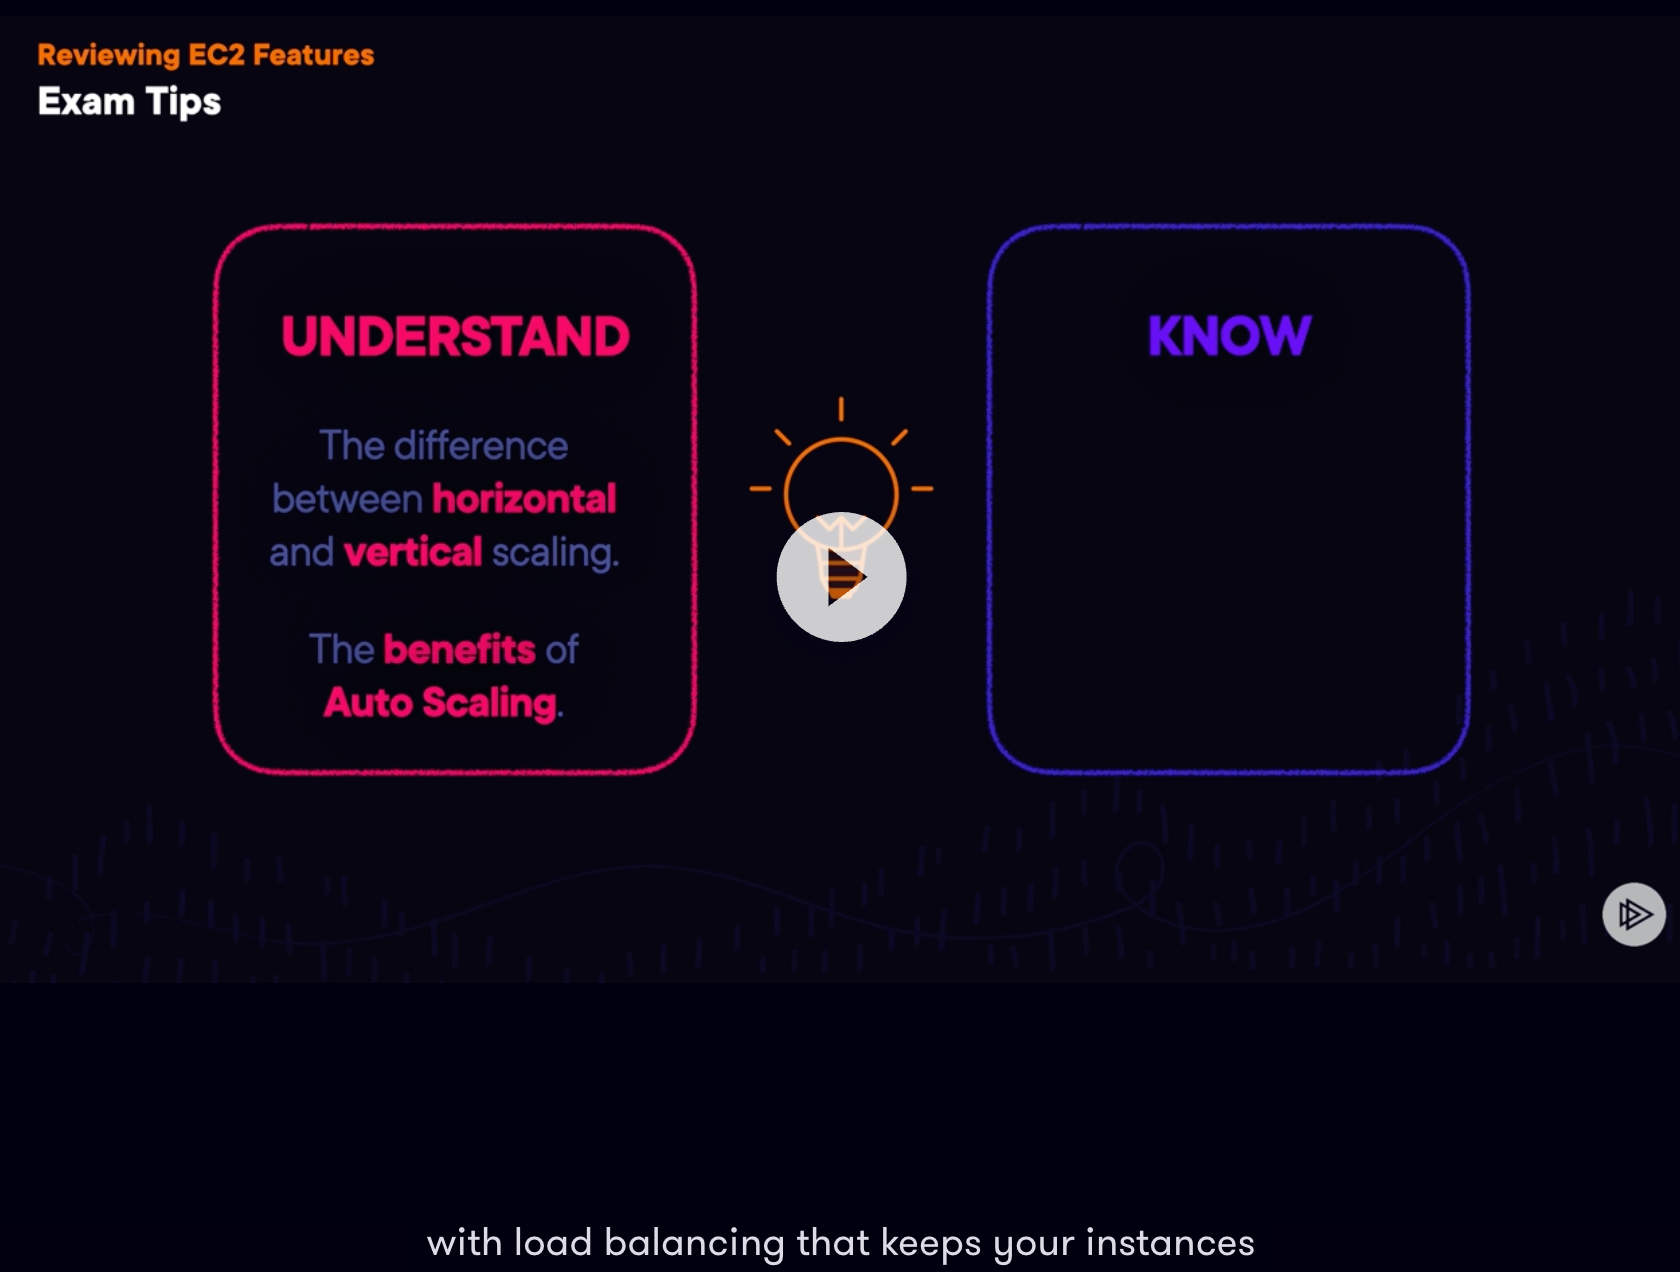 Reviewing EC2 Features
Exam Tips
UNDERSTAND
The difference
between horizontal
and vertical scaling.
The benefits of
Auto Scaling.
KNOW
with load balancing that keeps your instances